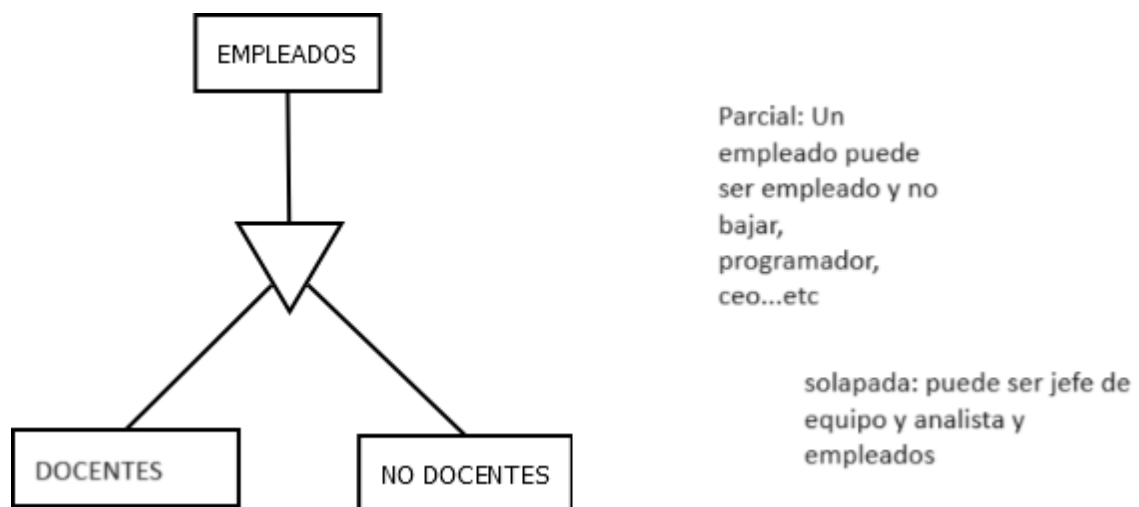 EMPLEADOS
Parcial: Un
empleado puede
ser empleado y no
bajar,
programador,
ceo...etc
solapada: puede ser jefe de
equipo y analista y
empleados
DOCENTES
NO DOCENTES